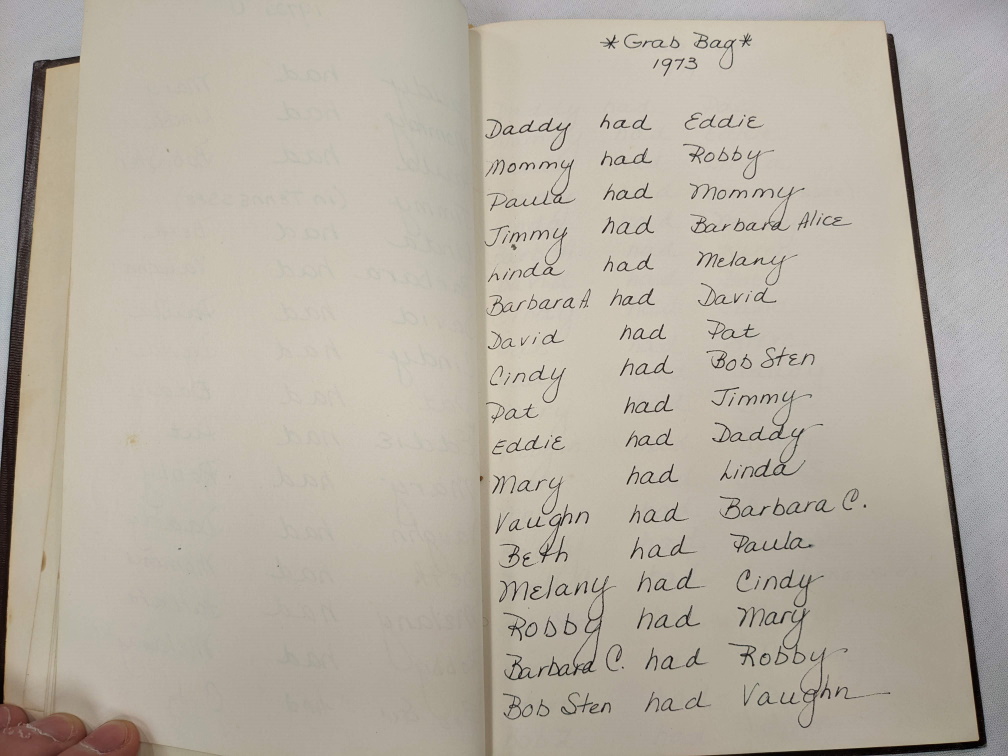 *Grab Bag*
1973
Daddy had Eddie
Mommy had Robby
Paula had Mommy
Jimmy had Barbara Alice
Linda had Melany
Barbara A had David
David had Pat
Cindy had Bob Sten
Pat had Jimmy
Eddie had Daddy
Mary had Linda
Vaughn had Barbara C.
Beth had Paula
Melany had Cindy
Robby had Mary
Barbara C. had Robby
Bob Sten had Vaughn